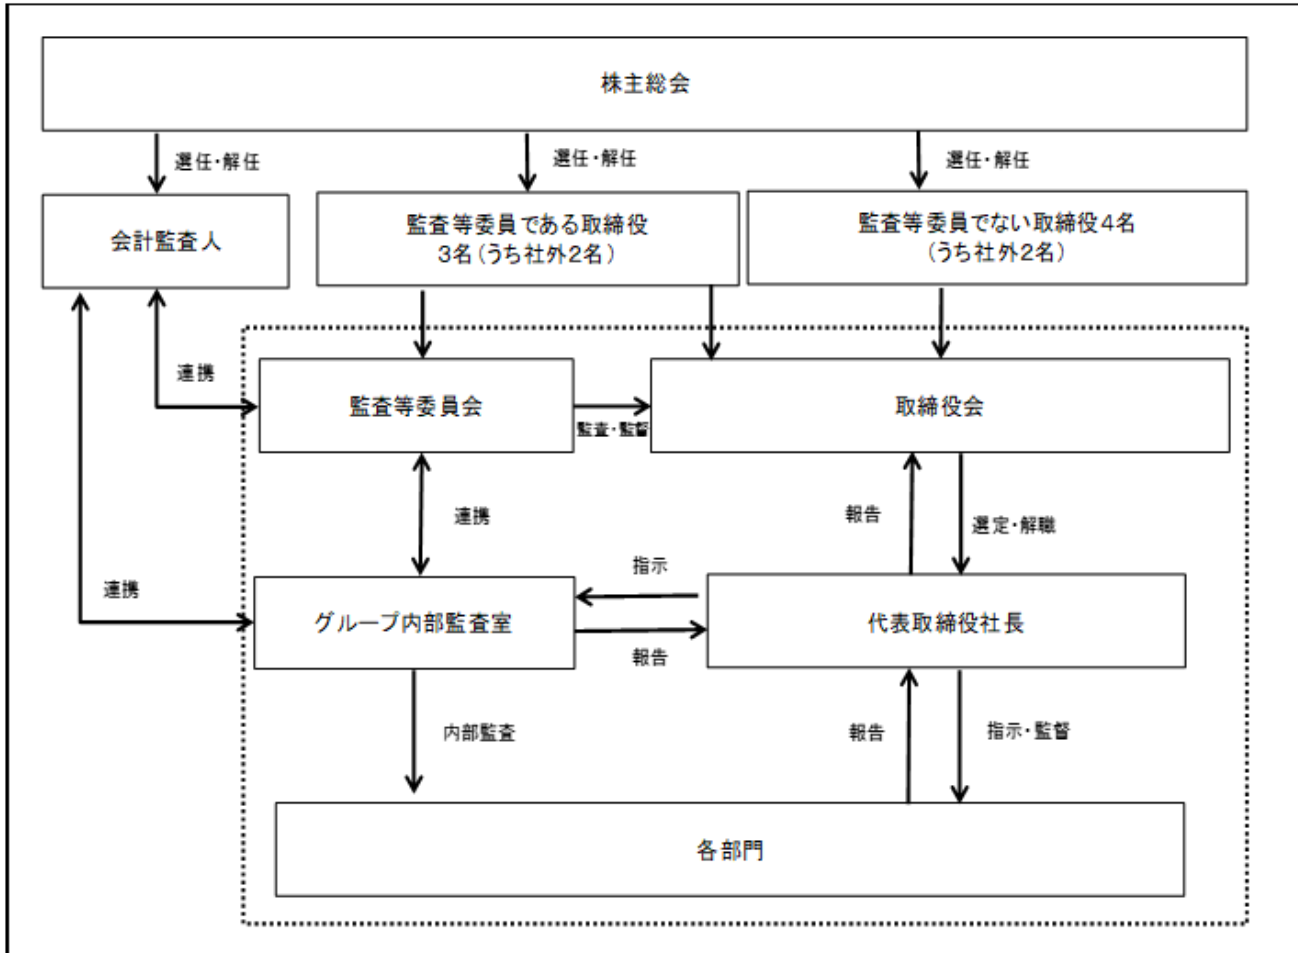 株主総会
選任・解任
選任・解任
選任・解任
会計監査人
監査等委員である取締役
3名(うち社外2名)
監査等委員でない取締役4名
(うち社外2名)
連携
監査等委員会
監査・監督
取締役会
連携
報告
選定・解職
連携
グループ内部監査室
指示
報告
代表取締役社長
内部監査
報告
指示・監督
各部門